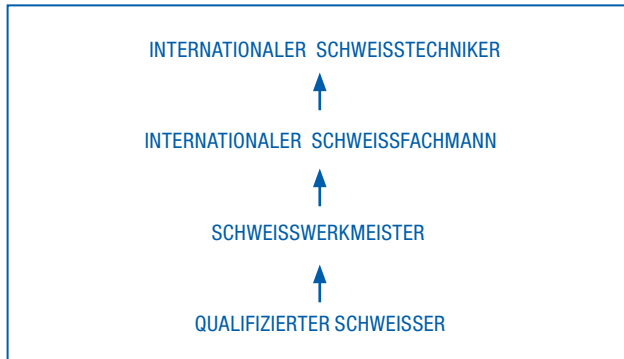 INTERNATIONALER SCHWEISSTECHNIKER
INTERNATIONALER SCHWEISSFACHMANN
SCHWEISSWERKMEISTER
QUALIFIZIERTER SCHWEISSER